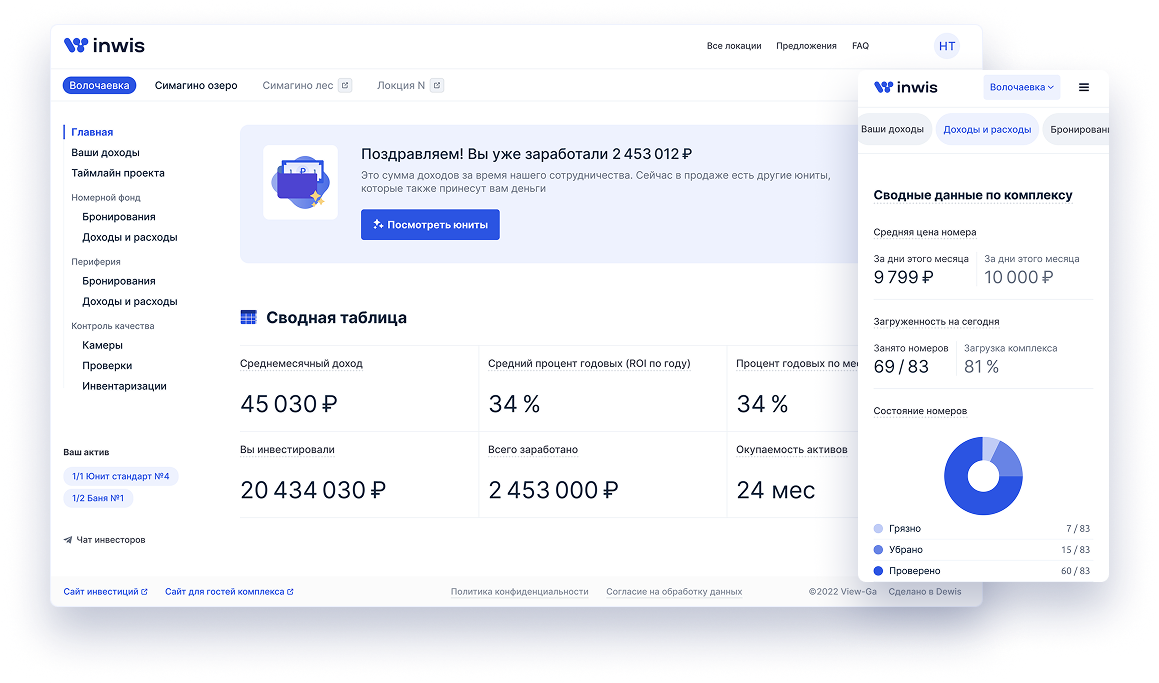 inwis
Все локации Предложения FAQ НТ
Волочаевка Симагино озеро Симагино лес Локция N
Главная
Ваши доходы
Таймлайн проекта
Номерной фонд
Бронирования
Доходы и расходы
Периферия
Бронирования
Доходы и расходы
Контроль качества
Камеры
Проверки
Инвентаризации
Ваш актив
1/1 Юнит стандарт №4
1/2 Баня №1
Чат инвесторов
Поздравляем! Вы уже заработали 2 453 012 ₽
Это сумма доходов за время нашего сотрудничества. Сейчас в продаже есть другие юниты,
которые также принесут вам деньги
Посмотреть юниты
Сводная таблица
Среднемесячный доход
45 030 ₽
Средний процент годовых (ROI по году)
34 %
Процент годовых по мес
34 %
Вы инвестировали
20 434 030 ₽
Всего заработано
2 453 000 ₽
Окупаемость активов
24 мес
Сайт инвестиций Сайт для гостей комплекса Политика конфиденциальности Согласие на обработку данных ©2022 View-Ga Сделано в Dewis
inwis Волочаевка
Ваши доходы Доходы и расходы Бронировани
Сводные данные по комплексу
Средняя цена номера
За дни этого месяца За дни этого месяца
9 799 ₽ 10 000 ₽
Загруженность на сегодня
Занято номеров Загрузка комплекса
69 / 83 81 %
Состояние номеров
Грязно 7 / 83
Убрано 15 / 83
Проверено 60 / 83